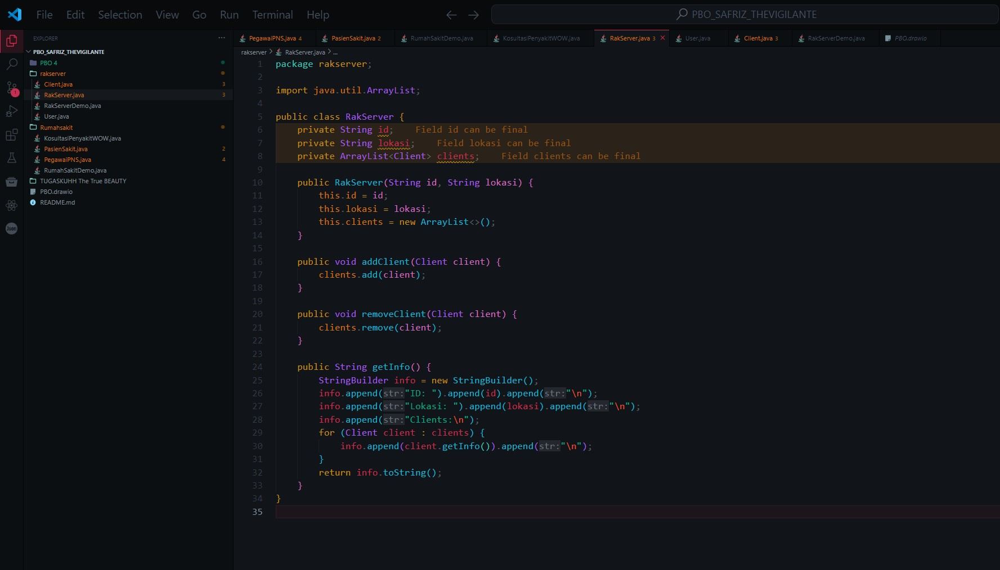 File Edit Selection View Go Run Terminal Help
PBO_SAFRIZ_THEVIGILANTE
EXPLORER
PBO_SAFRIZ_THEVIGILANTE
PBO 4
rakserver
Client.java 3
RakServer.java 3
RakServerDemo.java
User.java
Rumahsakit
KosultasiPenyakitWOW.java
PasienSakit.java 2
PegawaiPNS.java 4
RumahSakitDemo.java
TUGASKUHH The True BEAUTY
PBO.drawio
README.md
1
Json
PegawaiPNS.java 4 PasienSakit.java 2 RumahSakitDemo.java KosultasiPenyakitWOW.java RakServer.java 3 User.java Client.java 3 RakServerDemo.java PBO.drawio
rakserver > RakServer.java > ...
1 package rakserver;
2
3 import java.util.ArrayList;
4
5 public class RakServer {
6 private String id; Field id can be final
7 private String lokasi; Field lokasi can be final
8 private ArrayList<Client> clients; Field clients can be final
9
10 public RakServer(String id, String lokasi) {
11 this.id = id;
12 this.lokasi = lokasi;
13 this.clients = new ArrayList<>();
14 }
15
16 public void addClient(Client client) {
17 clients.add(client);
18 }
19
20 public void removeClient(Client client) {
21 clients.remove(client);
22 }
23
24 public String getInfo() {
25 StringBuilder info = new StringBuilder();
26 info.append(str:"ID: ").append(id).append(str:"\n");
27 info.append(str:"Lokasi: ").append(lokasi).append(str:"\n");
28 info.append(str:"Clients:\n");
29 for (Client client : clients) {
30 info.append(client.getInfo()).append(str:"\n");
31 }
32 return info.toString();
33 }
34 }
35